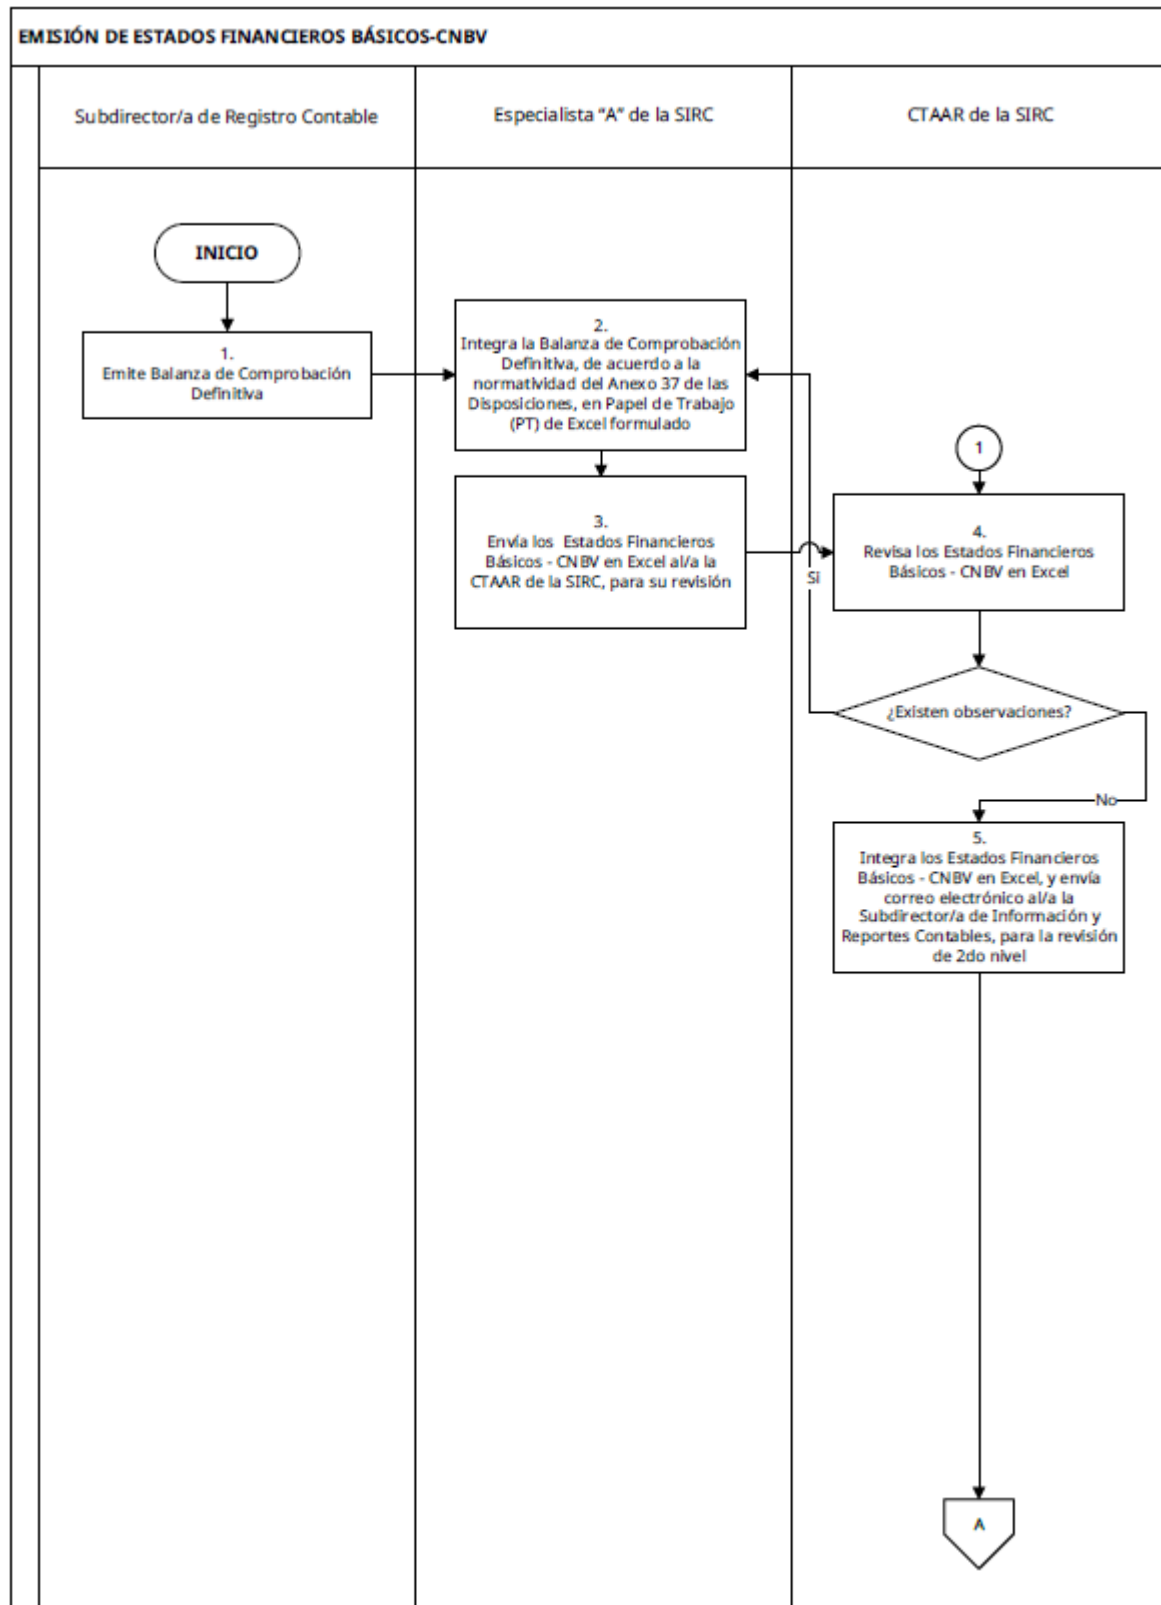 EMISIÓN DE ESTADOS FINANCIEROS BÁSICOS-CNBV
Subdirector/a de Registro Contable
Especialista “A” de la SIRC
CTAAR de la SIRC
INICIO
1.
Emite Balanza de Comprobación
Definitiva
2.
Integra la Balanza de Comprobación
Definitiva, de acuerdo a la
normatividad del Anexo 37 de las
Disposiciones, en Papel de Trabajo
(PT) de Excel formulado
3.
Envía los Estados Financieros
Básicos - CNBV en Excel al/a la
CTAAR de la SIRC, para su revisión
1
4.
Revisa los Estados Financieros
Básicos - CNBV en Excel
Si
¿Existen observaciones?
No
5.
Integra los Estados Financieros
Básicos - CNBV en Excel, y envía
correo electrónico al/a la
Subdirector/a de Información y
Reportes Contables, para la revisión
de 2do nivel
A